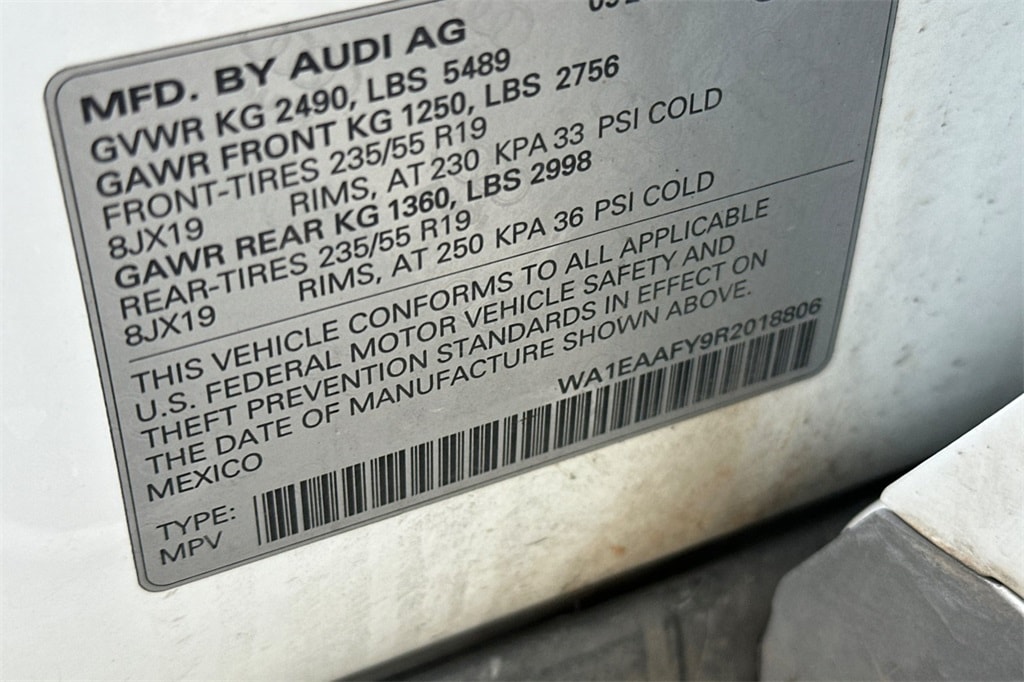 MFD. BY AUDI AG
GVWR KG 2490, LBS 5489
GAWR FRONT KG 1250, LBS 2756
FRONT-TIRES 235/55 R19
8JX19 RIMS, AT 230 KPA 33 PSI COLD
GAWR REAR KG 1360, LBS 2998
REAR-TIRES 235/55 R19
8JX19 RIMS, AT 250 KPA 36 PSI COLD
THIS VEHICLE CONFORMS TO ALL APPLICABLE
U.S. FEDERAL MOTOR VEHICLE SAFETY AND
THEFT PREVENTION STANDARDS IN EFFECT ON
THE DATE OF MANUFACTURE SHOWN ABOVE.
MEXICO
WA1EAAFY9R2018806
TYPE:
MPV